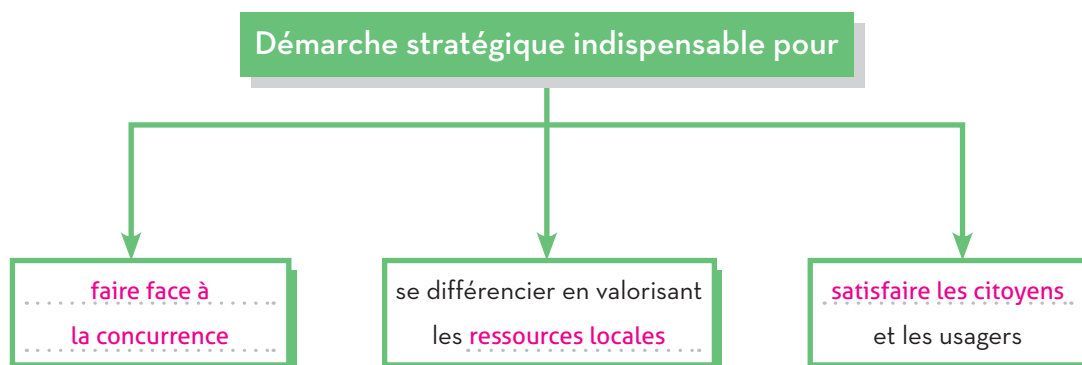 Démarche stratégique indispensable pour
faire face à
la concurrence
se différencier en valorisant
les ressources locales
satisfaire les citoyens
et les usagers